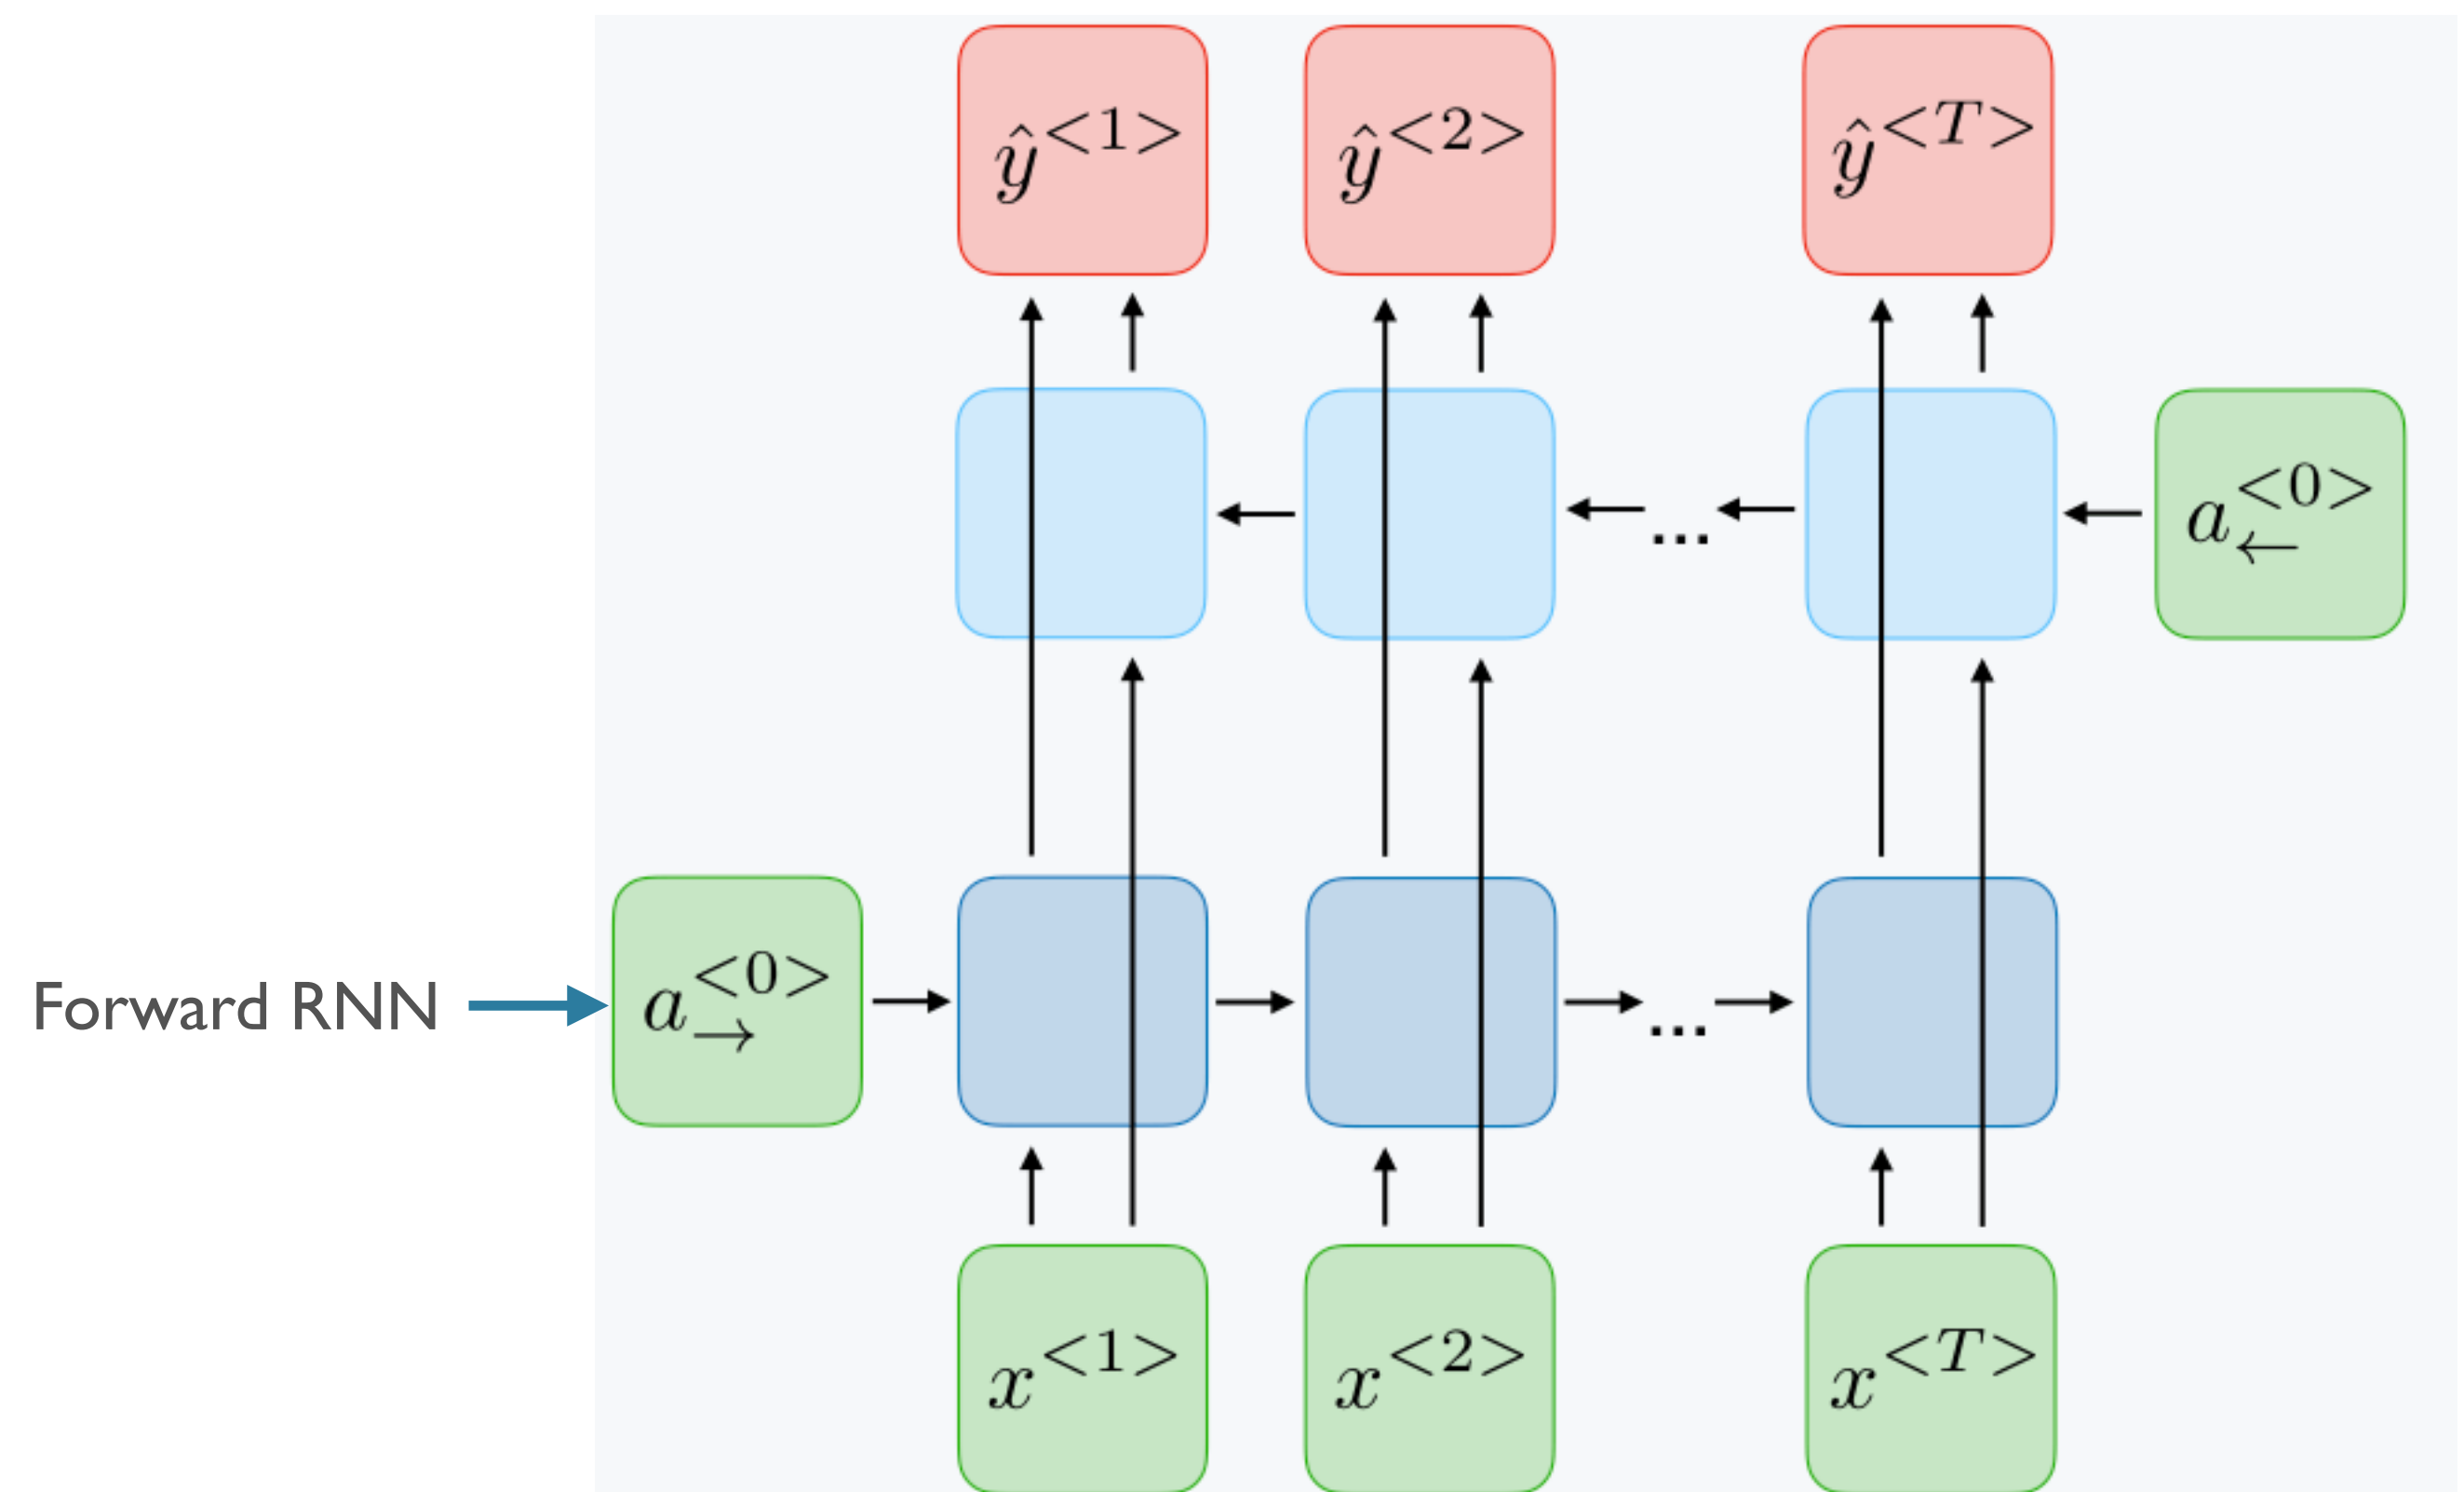 ŷ<1> ŷ<2> ŷ<T>
... a←<0>
Forward RNN a→<0> ...
x<1> x<2> x<T>